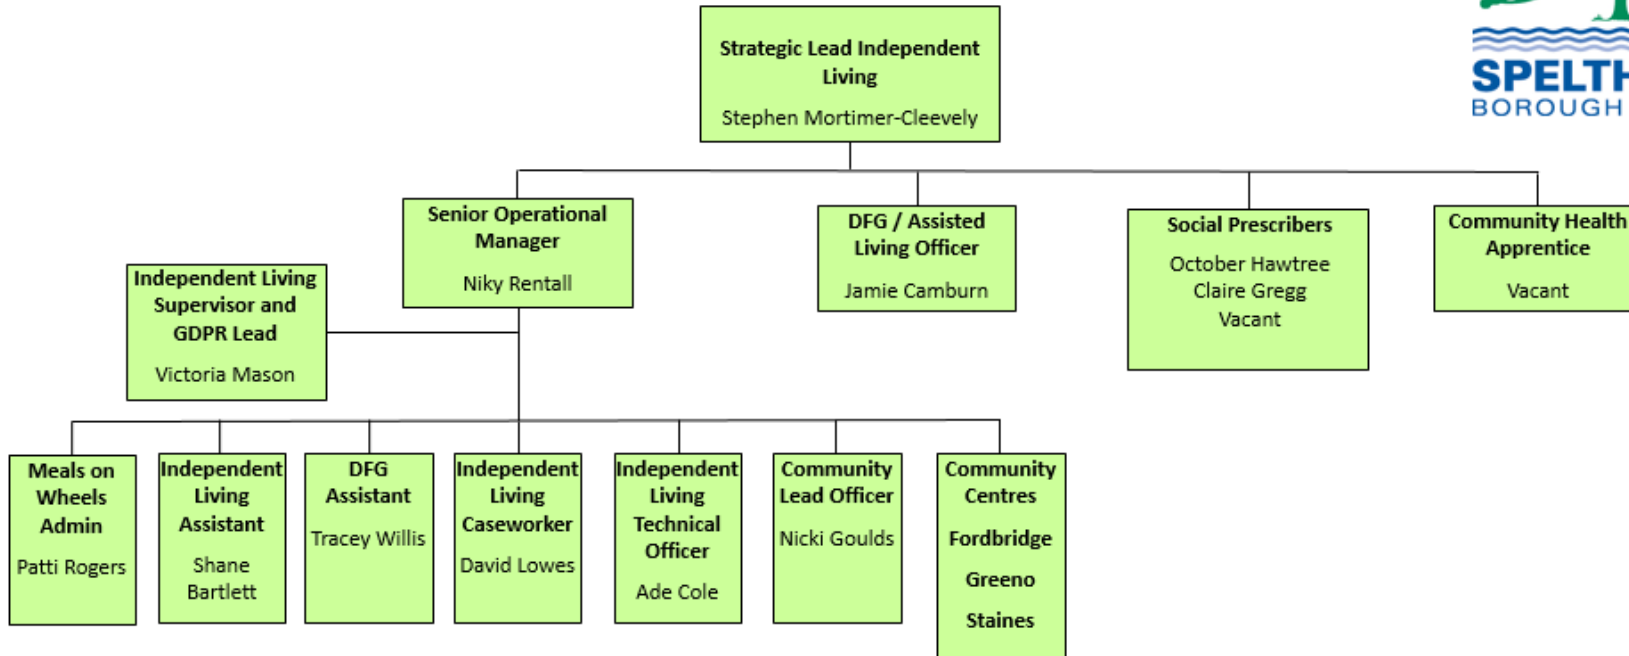 Strategic Lead Independent
Living
Stephen Mortimer-Cleevely
SPELTH
BOROUGH
Senior Operational
Manager
Niky Rentall
DFG / Assisted
Living Officer
Jamie Camburn
Social Prescribers
October Hawtree
Claire Gregg
Vacant
Community Health
Apprentice
Vacant
Independent Living
Supervisor and
GDPR Lead
Victoria Mason
Meals on
Wheels
Admin
Patti Rogers
Independent
Living
Assistant
Shane
Bartlett
DFG
Assistant
Tracey Willis
Independent
Living
Caseworker
David Lowes
Independent
Living
Technical
Officer
Ade Cole
Community
Lead Officer
Nicki Goulds
Community
Centres
Fordbridge
Greeno
Staines